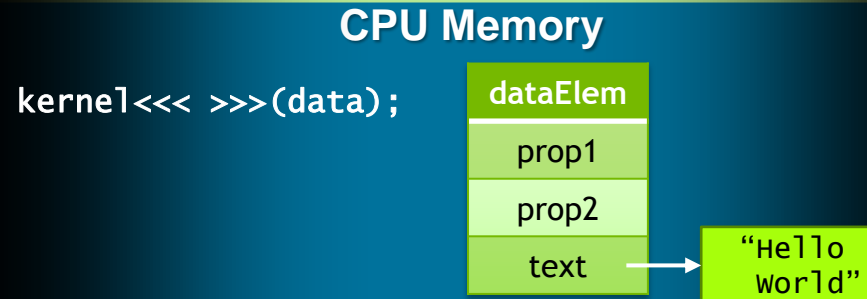 CPU Memory
kernel<<< >>>(data);
dataElem
prop1
prop2
text
“Hello
World”